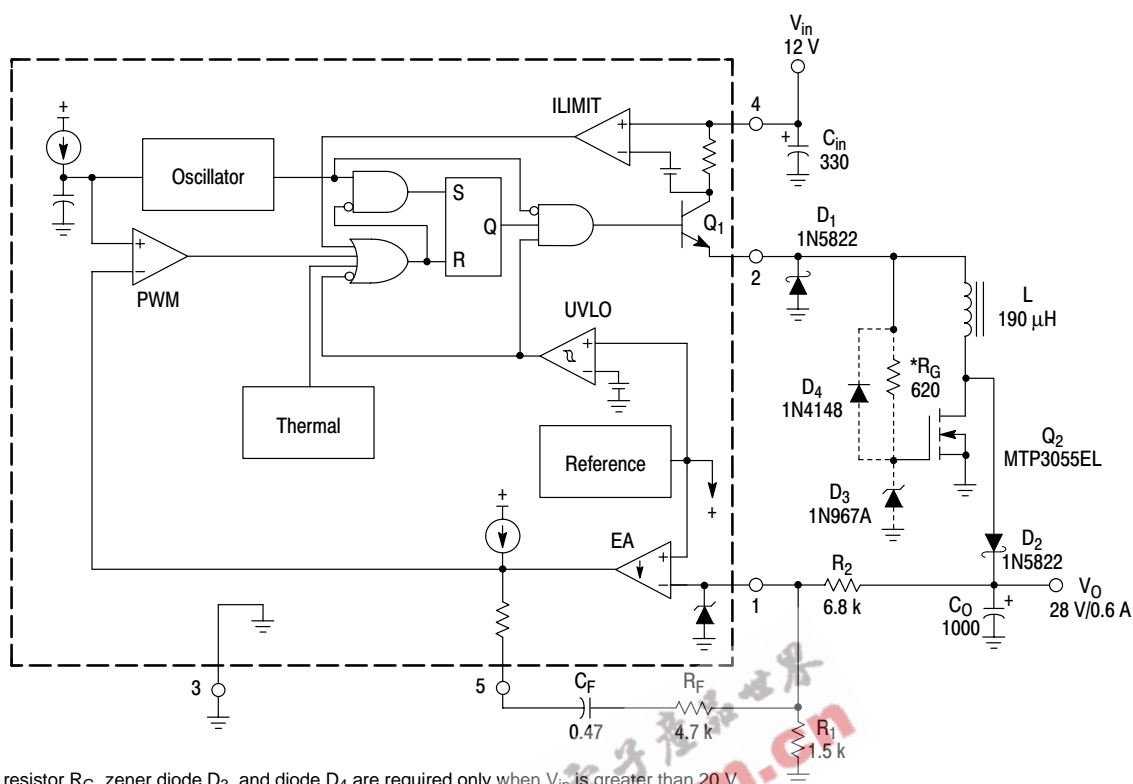 Vin
12 V
4
ILIMIT
+
−
+
Cin
330
+
Oscillator
S
Q
R
Q1
D1
1N5822
2
+
−
PWM
L
190 μH
UVLO
+
−
*RG
620
D4
1N4148
Thermal
Q2
MTP3055EL
Reference
+
D3
1N967A
+
EA
+
−
D2
1N5822
R2
6.8 k
1
VO
28 V/0.6 A
CO
1000
+
3
5
CF
0.47
RF
4.7 k
R1
1.5 k
resistor RG, zener diode D3, and diode D4 are required only when Vin is greater than 20 V
.cn